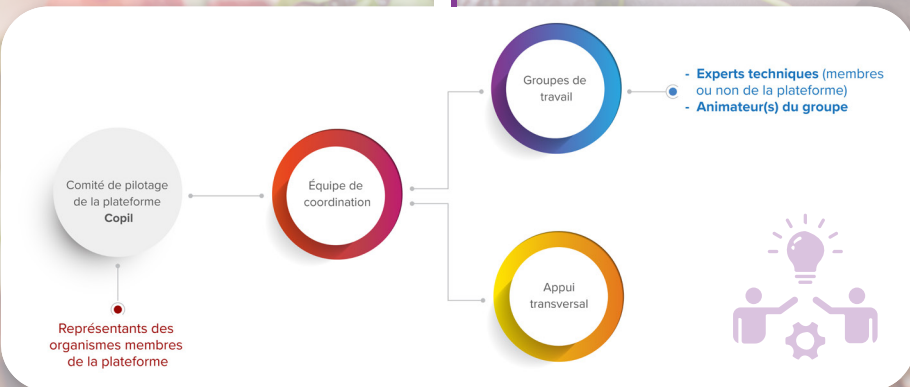 Comité de pilotage
de la plateforme
Copil
Représentants des
organismes membres
de la plateforme
Équipe de
coordination
Groupes de
travail
- Experts techniques (membres
ou non de la plateforme)
- Animateur(s) du groupe
Appui
transversal